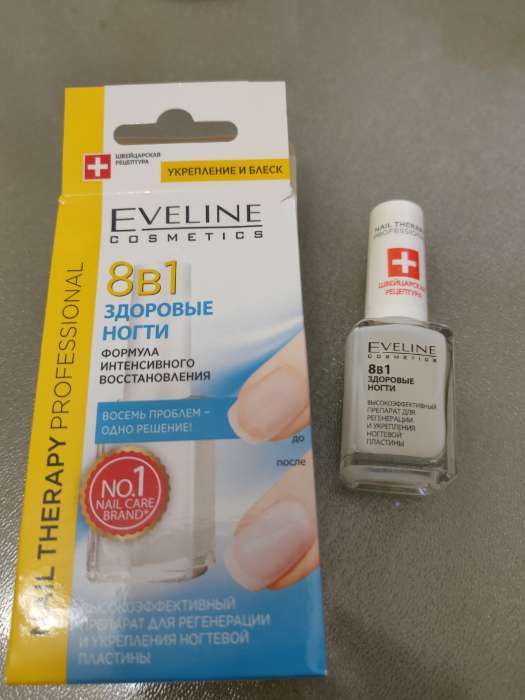 ШВЕЙЦАРСКАЯ
РЕЦЕПТУРА
УКРЕПЛЕНИЕ И БЛЕСК
EVELINE
COSMETICS
8В1
ЗДОРОВЫЕ
НОГТИ
ФОРМУЛА
ИНТЕНСИВНОГО
ВОССТАНОВЛЕНИЯ
ВОСЕМЬ ПРОБЛЕМ –
ОДНО РЕШЕНИЕ!
до
после
NO.1
NAIL CARE
BRAND*
ВЫСОКОЭФФЕКТИВНЫЙ
ПРЕПАРАТ ДЛЯ РЕГЕНЕРАЦИИ
И УКРЕПЛЕНИЯ НОГТЕВОЙ
ПЛАСТИНЫ
NAIL THERAPY PROFESSIONAL
NAIL THERAPY
PROFESSIONAL
ШВЕЙЦАРСКАЯ
РЕЦЕПТУРА
EVELINE
COSMETICS
8В1
ЗДОРОВЫЕ
НОГТИ
ВЫСОКОЭФФЕКТИВНЫЙ
ПРЕПАРАТ ДЛЯ
РЕГЕНЕРАЦИИ
И УКРЕПЛЕНИЯ
НОГТЕВОЙ
ПЛАСТИНЫ